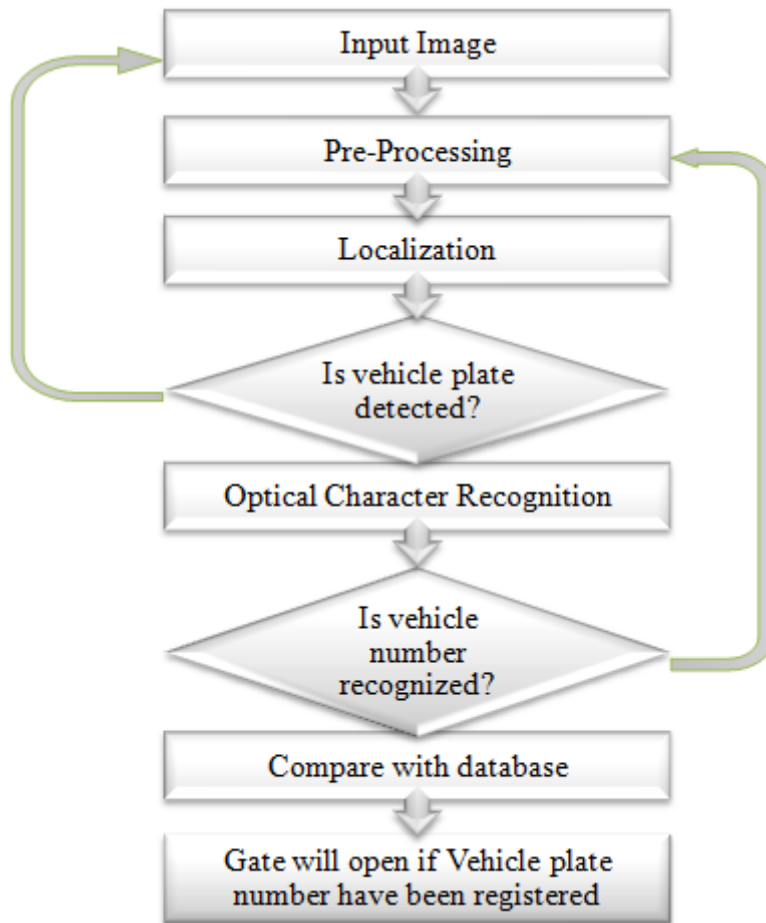 Input Image
Pre-Processing
Localization
Is vehicle plate
detected?
Optical Character Recognition
Is vehicle
number
recognized?
Compare with database
Gate will open if Vehicle plate
number have been registered